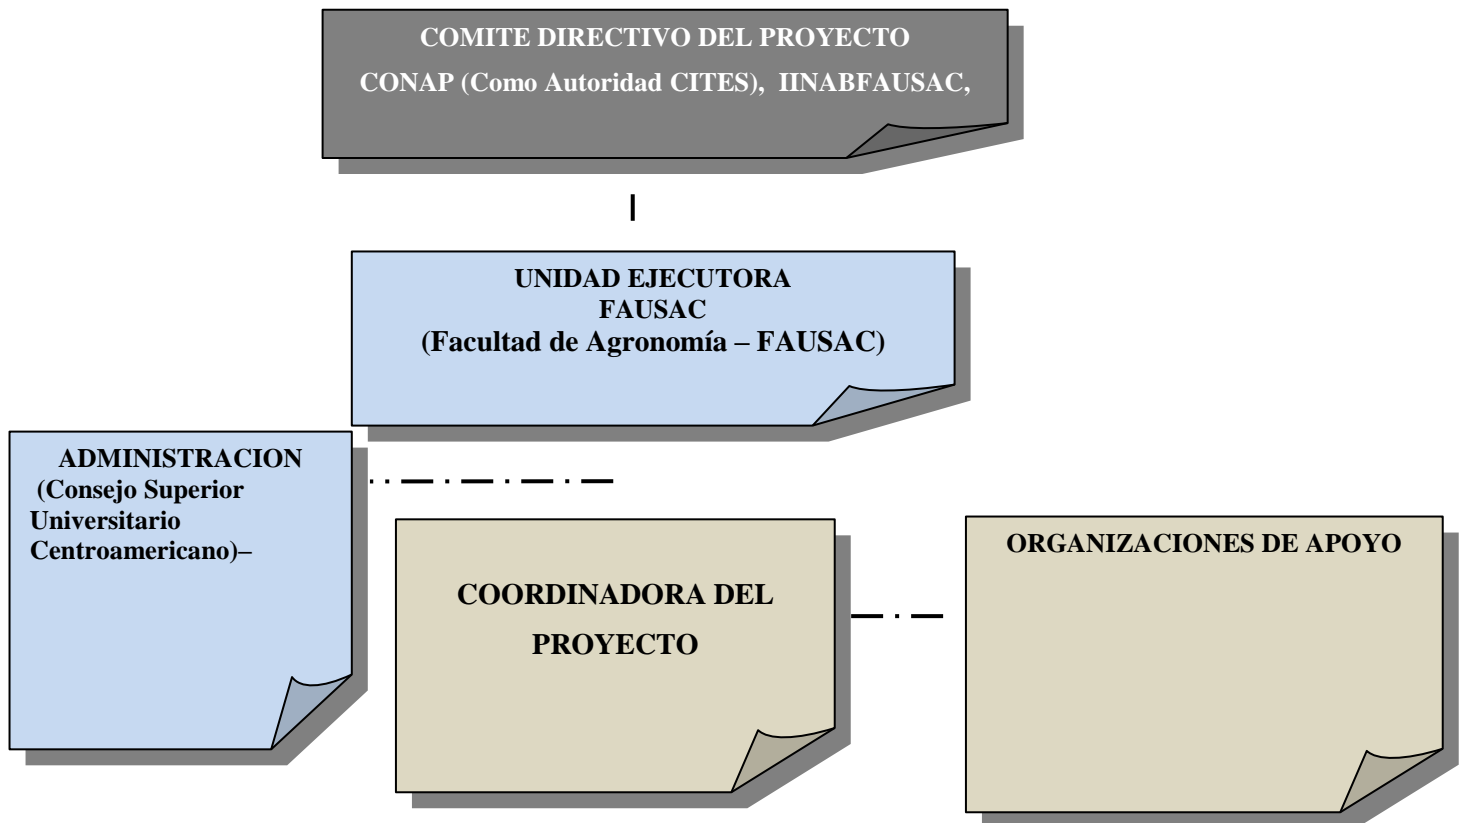 COMITE DIRECTIVO DEL PROYECTO
CONAP (Como Autoridad CITES), IINABFAUSAC,
UNIDAD EJECUTORA
FAUSAC
(Facultad de Agronomía – FAUSAC)
ADMINISTRACION
(Consejo Superior
Universitario
Centroamericano)–
COORDINADORA DEL
PROYECTO
ORGANIZACIONES DE APOYO